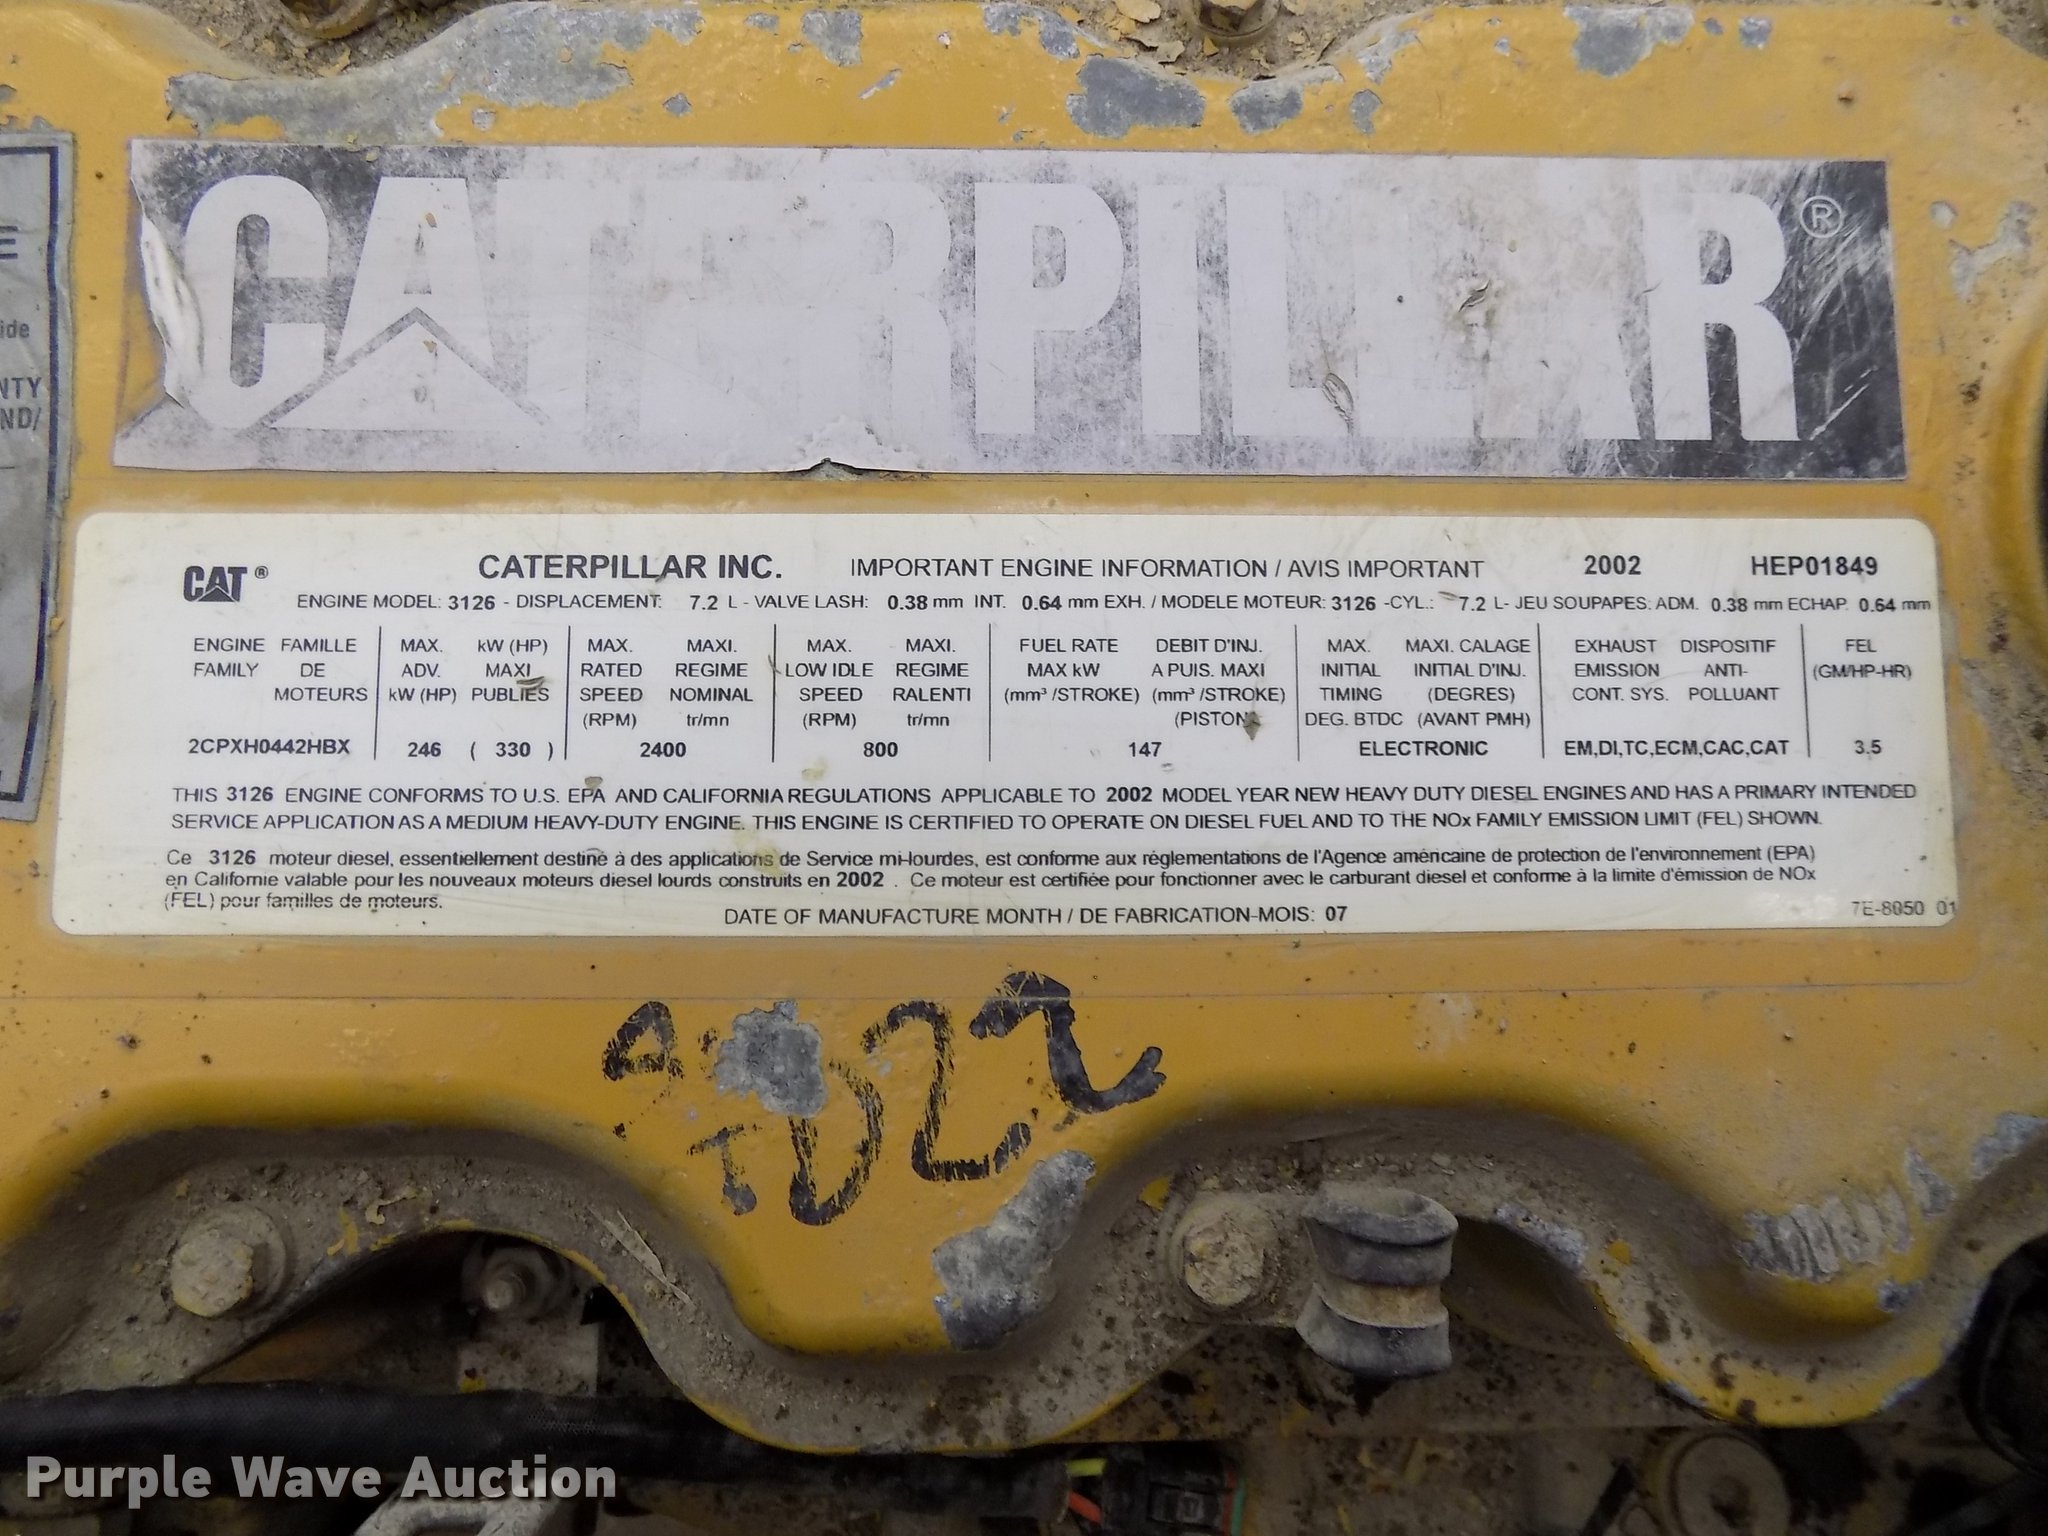 CATERPILLAR®
E
ide
NTY
ND/
CAT® CATERPILLAR INC. IMPORTANT ENGINE INFORMATION / AVIS IMPORTANT 2002 HEP01849
ENGINE MODEL: 3126 - DISPLACEMENT: 7.2 L - VALVE LASH: 0.38 mm INT. 0.64 mm EXH. / MODELE MOTEUR: 3126 -CYL.: 7.2 L- JEU SOUPAPES: ADM. 0.38 mm ECHAP. 0.64 mm
ENGINE FAMILLE MAX. kW (HP) MAX. MAXI. MAX. MAXI. FUEL RATE DEBIT D'INJ. MAX. MAXI. CALAGE EXHAUST DISPOSITIF FEL
FAMILY DE ADV. MAXI RATED REGIME LOW IDLE REGIME MAX kW A PUIS. MAXI INITIAL INITIAL D'INJ. EMISSION ANTI- (GM/HP-HR)
MOTEURS kW (HP) PUBLIES SPEED NOMINAL SPEED RALENTI (mm³ /STROKE) (mm³ /STROKE) TIMING (DEGRES) CONT. SYS. POLLUANT
(RPM) tr/mn (RPM) tr/mn (PISTON) DEG. BTDC (AVANT PMH)
2CPXH0442HBX 246 ( 330 ) 2400 800 147 ELECTRONIC EM,DI,TC,ECM,CAC,CAT 3.5
THIS 3126 ENGINE CONFORMS TO U.S. EPA AND CALIFORNIA REGULATIONS APPLICABLE TO 2002 MODEL YEAR NEW HEAVY DUTY DIESEL ENGINES AND HAS A PRIMARY INTENDED
SERVICE APPLICATION AS A MEDIUM HEAVY-DUTY ENGINE. THIS ENGINE IS CERTIFIED TO OPERATE ON DIESEL FUEL AND TO THE NOx FAMILY EMISSION LIMIT (FEL) SHOWN.
Ce 3126 moteur diesel, essentiellement destiné à des applications de Service mi-lourdes, est conforme aux réglementations de l'Agence américaine de protection de l'environnement (EPA)
en Californie valable pour les nouveaux moteurs diesel lourds construits en 2002 . Ce moteur est certifiée pour fonctionner avec le carburant diesel et conforme à la limite d'émission de NOx
(FEL) pour familles de moteurs.
DATE OF MANUFACTURE MONTH / DE FABRICATION-MOIS: 07
7E-8050 01
Purple Wave Auction